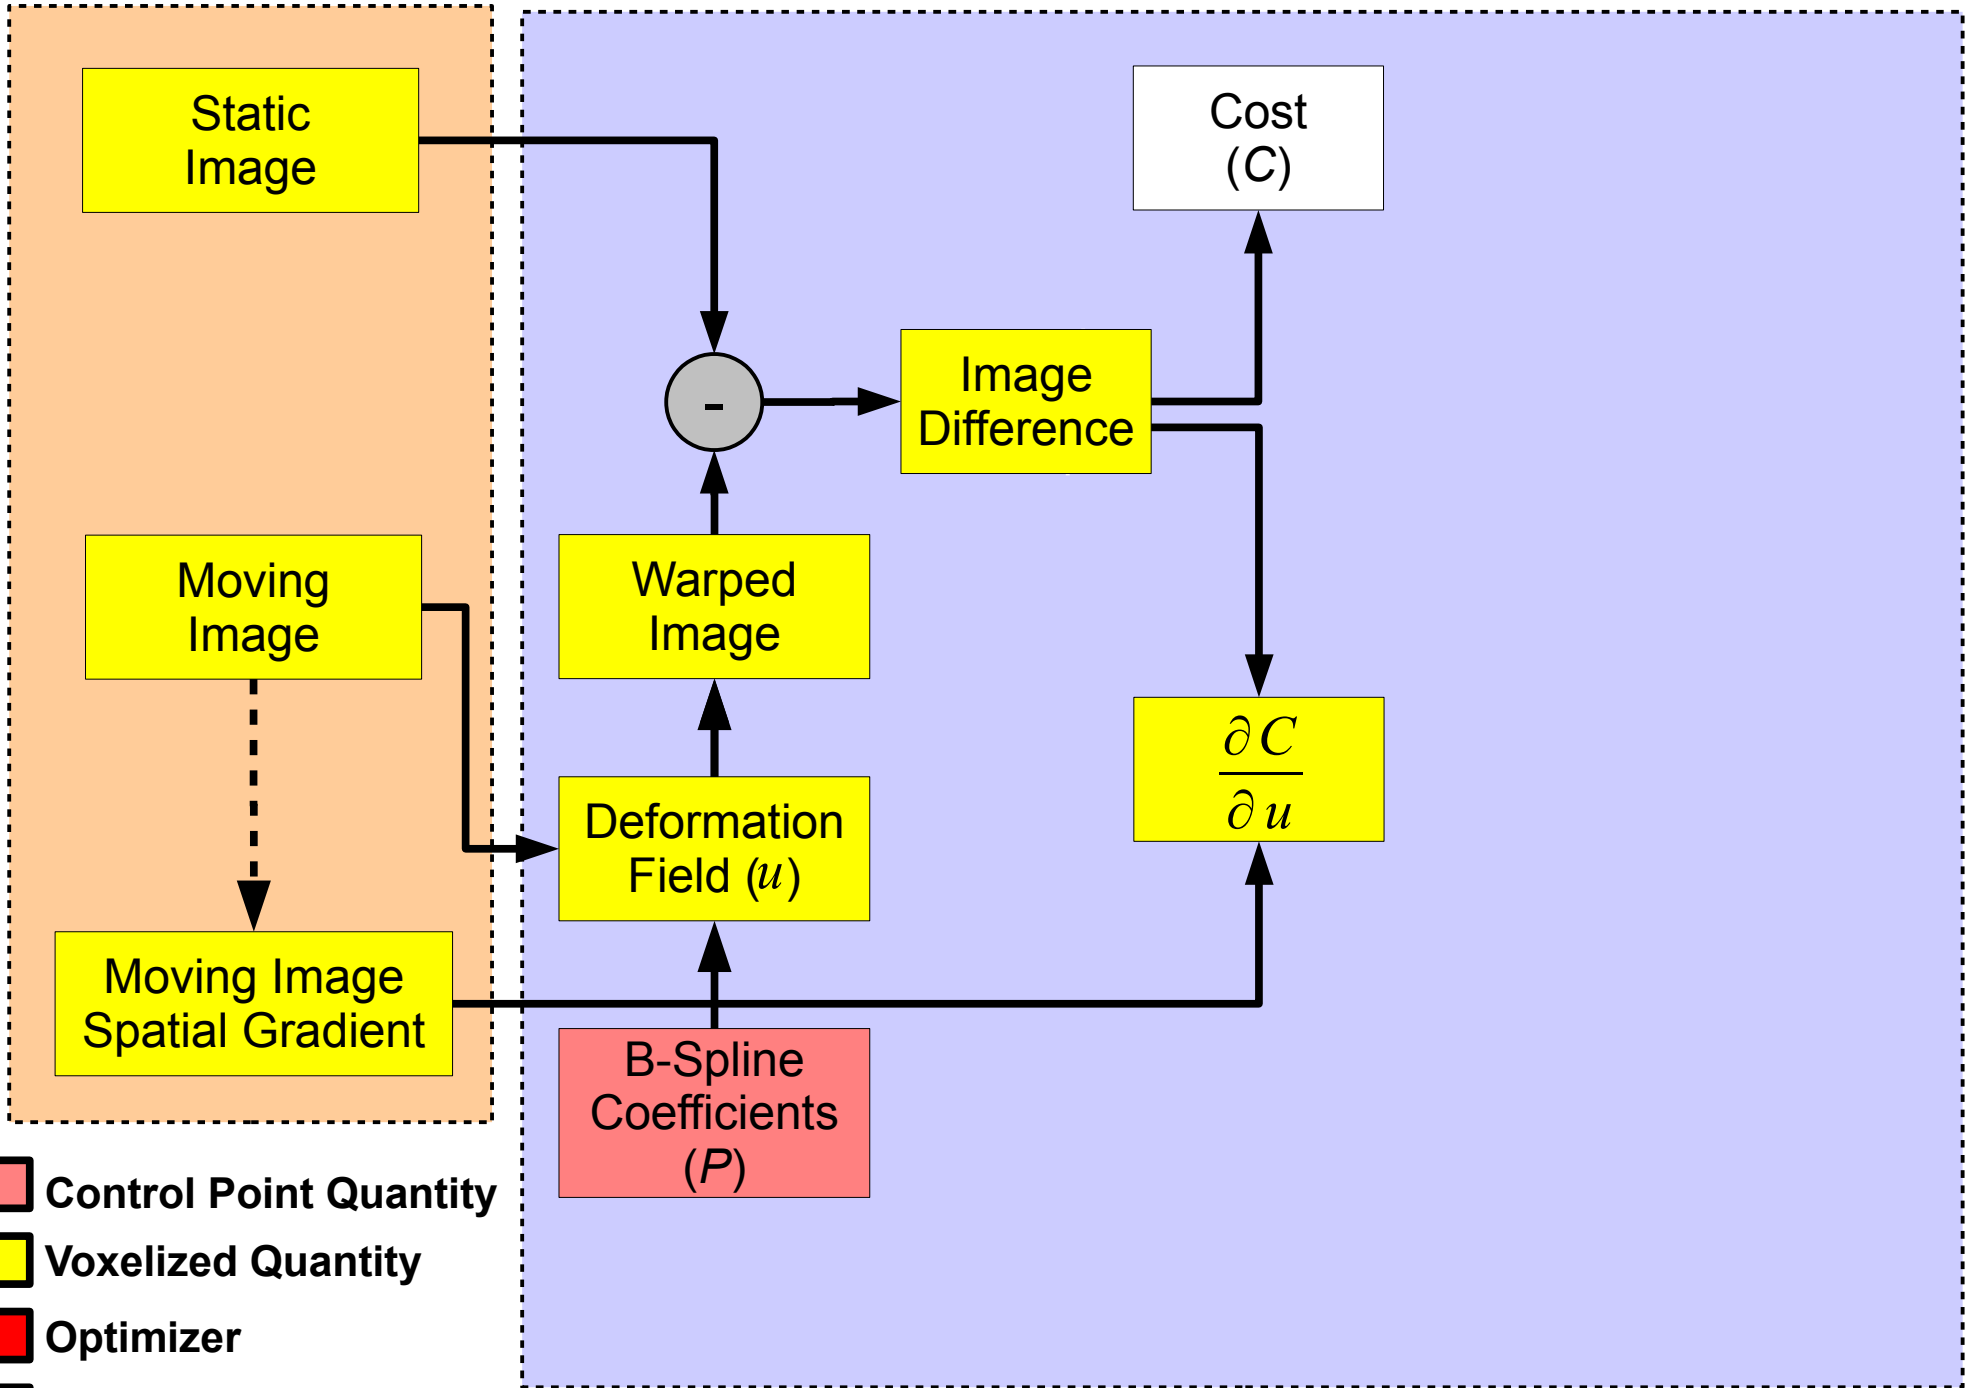 Static
Image
Cost
(C)
-
Image
Difference
Moving
Image
Warped
Image
∂ C
∂ u
Deformation
Field (u)
Moving Image
Spatial Gradient
B-Spline
Coefficients
(P)
Control Point Quantity
Voxelized Quantity
Optimizer